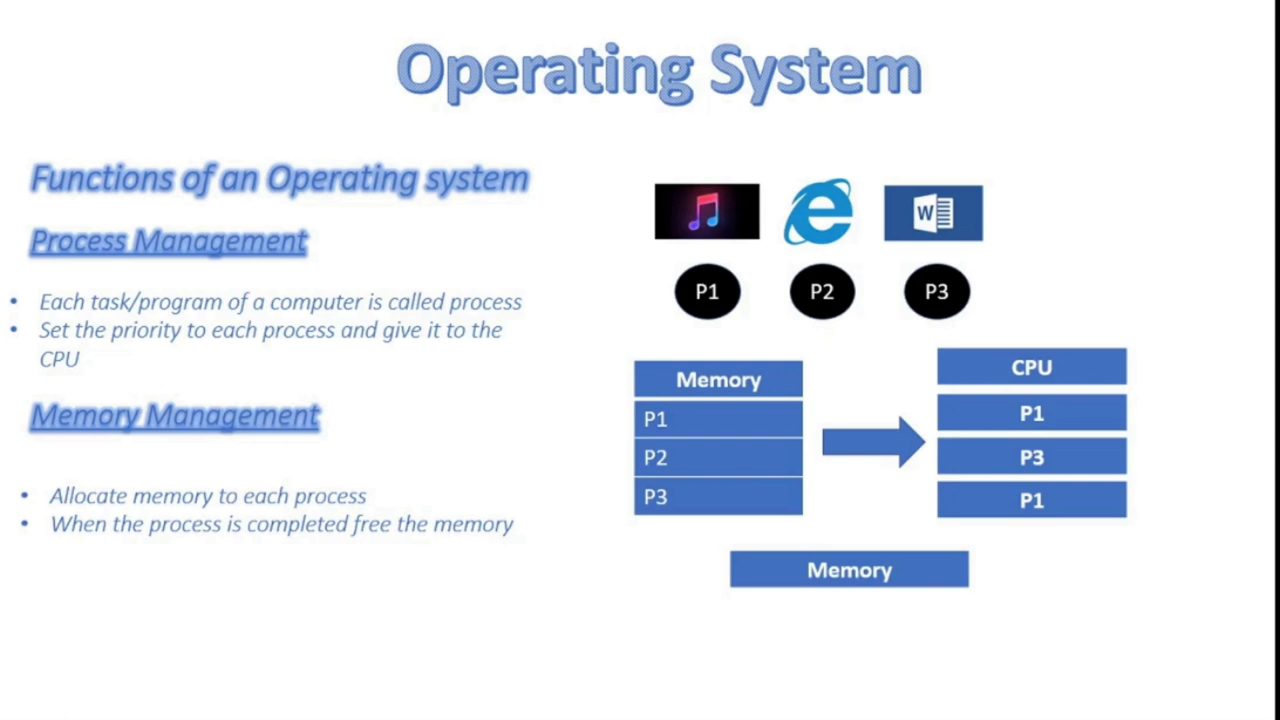 Operating System
Functions of an Operating system
Process Management
• Each task/program of a computer is called process
• Set the priority to each process and give it to the
CPU
Memory Management
• Allocate memory to each process
• When the process is completed free the memory
W
P1 P2 P3
Memory
P1
P2
P3
CPU
P1
P3
P1
Memory